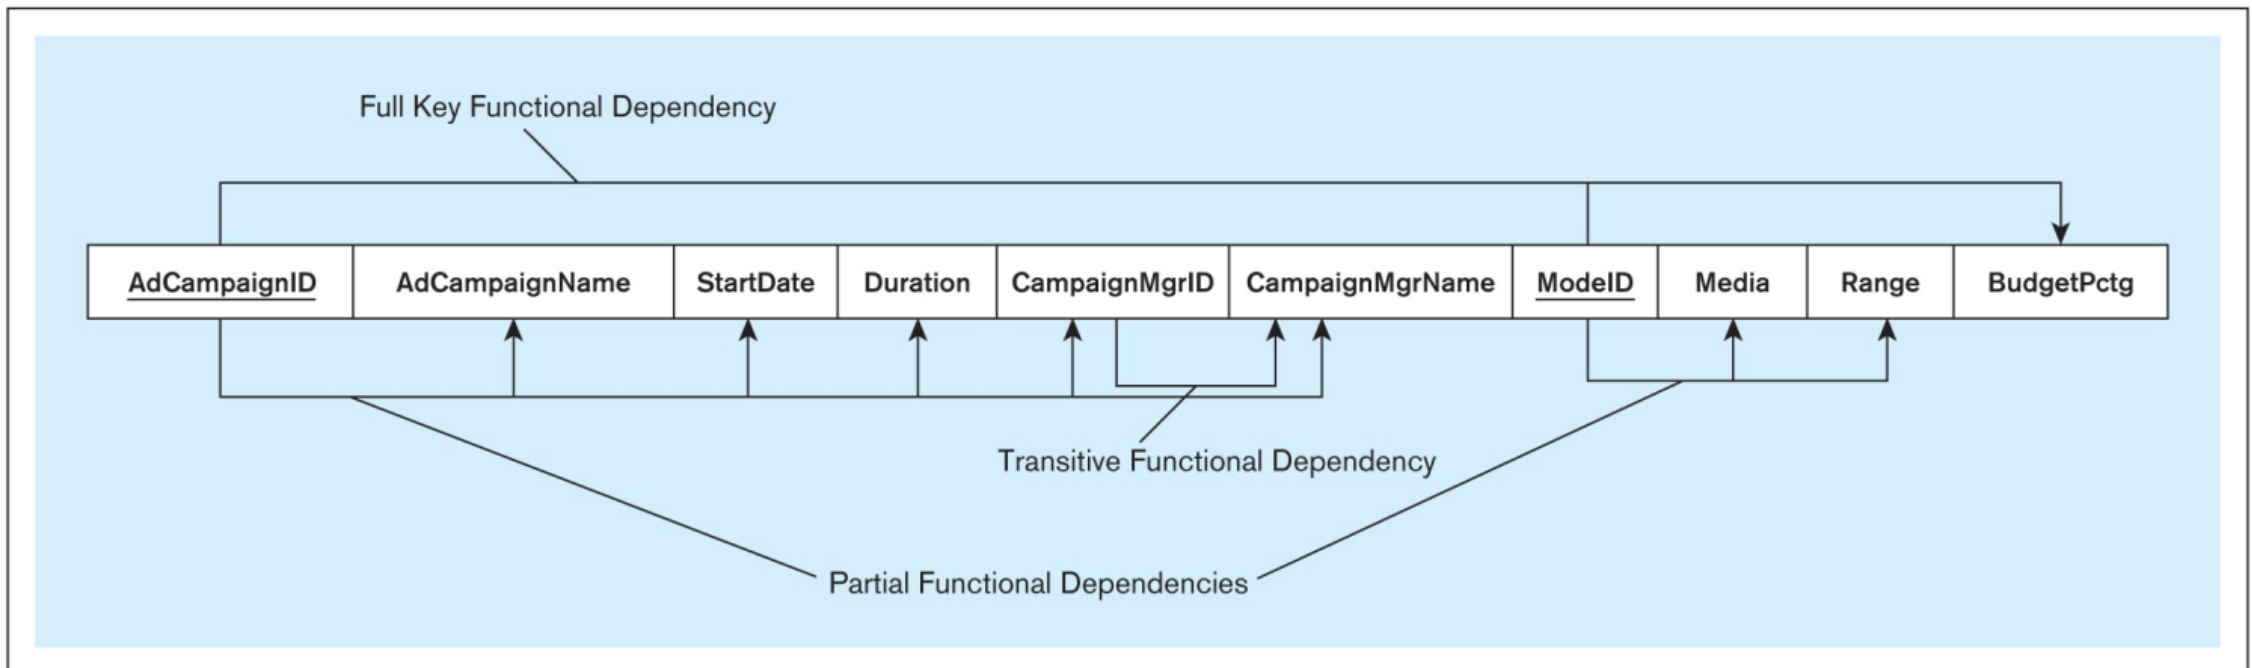 Full Key Functional Dependency
AdCampaignID AdCampaignName StartDate Duration CampaignMgrID CampaignMgrName ModeID Media Range BudgetPctg
Transitive Functional Dependency
Partial Functional Dependencies